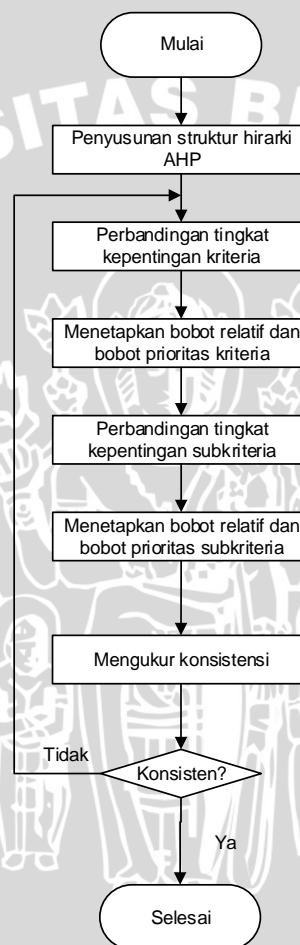 Mulai
SITAS B
Penyusunan struktur hirarki
AHP
Perbandingan tingkat
kepentingan kriteria
Menetapkan bobot relatif dan
bobot prioritas kriteria
Perbandingan tingkat
kepentingan subkriteria
Menetapkan bobot relatif dan
bobot prioritas subkriteria
Mengukur konsistensi
Tidak
Konsisten?
Ya
Selesai